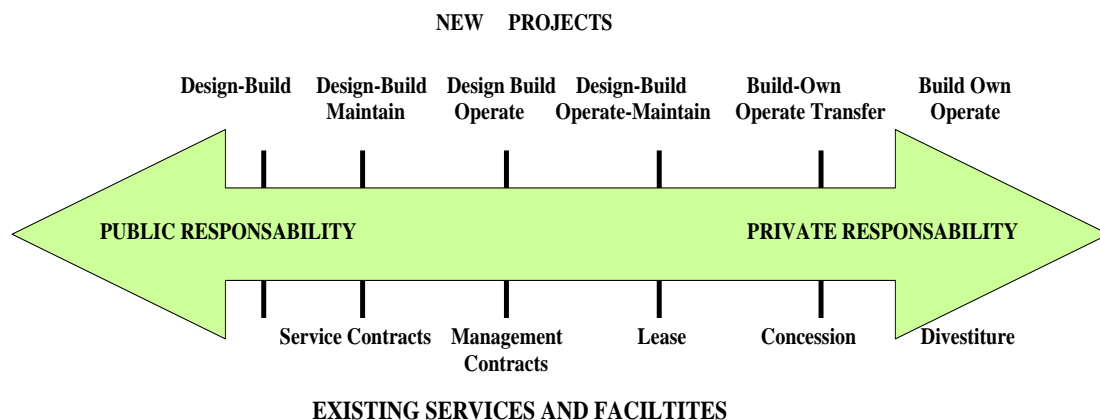 NEW PROJECTS
Design-Build
Design-Build
Maintain
Design Build
Operate
Design-Build
Operate-Maintain
Build-Own
Operate Transfer
Build Own
Operate
PUBLIC RESPONSABILITY
PRIVATE RESPONSABILITY
Service Contracts
Management
Contracts
Lease
Concession
Divestiture
EXISTING SERVICES AND FACILTITES